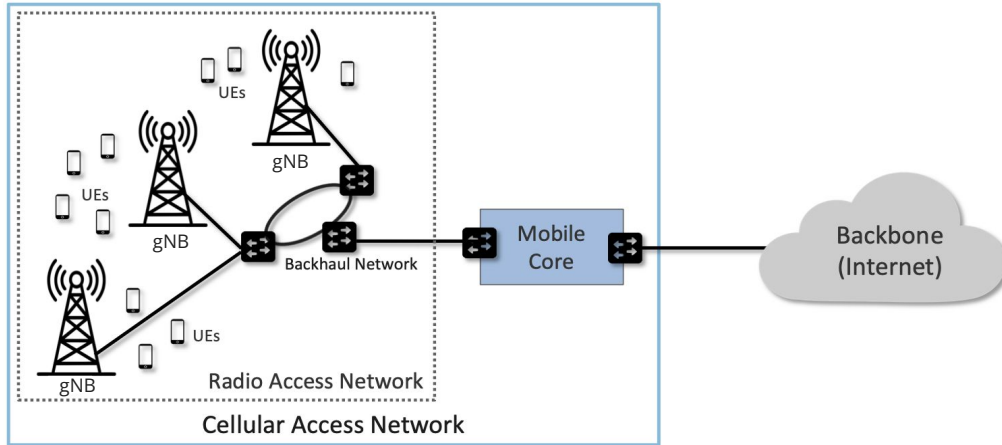 UEs
gNB
UEs
gNB
Backhaul Network
UEs
gNB
Radio Access Network
Cellular Access Network
Mobile
Core
Backbone
(Internet)